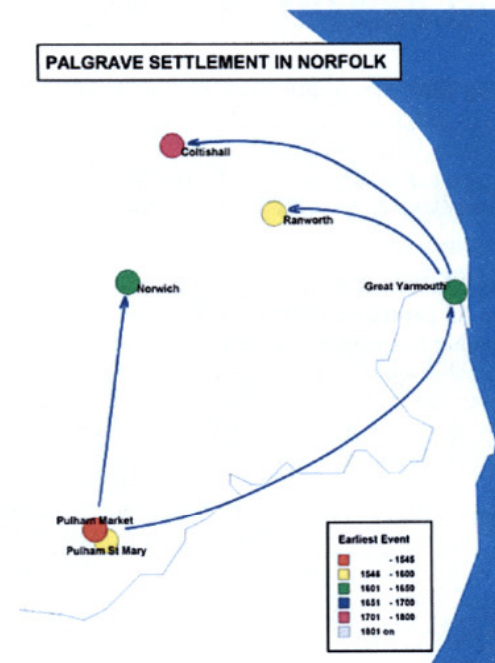 PALGRAVE SETTLEMENT IN NORFOLK
Coltishall
Ranworth
Norwich
Great Yarmouth
Pulham Market
Pulham St Mary
Earliest Event
- 1545
1546 - 1600
1601 - 1650
1651 - 1700
1701 - 1800
1801 on